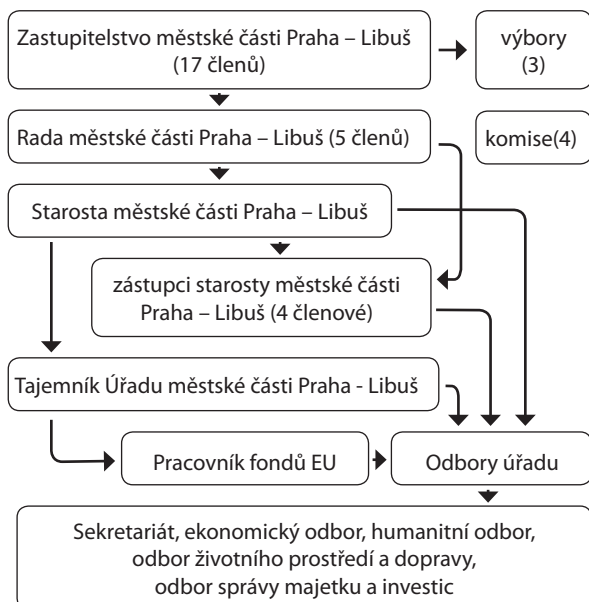 Zastupitelstvo městské části Praha – Libuš
(17 členů)
výbory
(3)
Rada městské části Praha – Libuš (5 členů)
komise(4)
Starosta městské části Praha – Libuš
zástupci starosty městské části
Praha – Libuš (4 členové)
Tajemník Úřadu městské části Praha - Libuš
Pracovník fondů EU
Odbory úřadu
Sekretariát, ekonomický odbor, humanitní odbor,
odbor životního prostředí a dopravy,
odbor správy majetku a investic